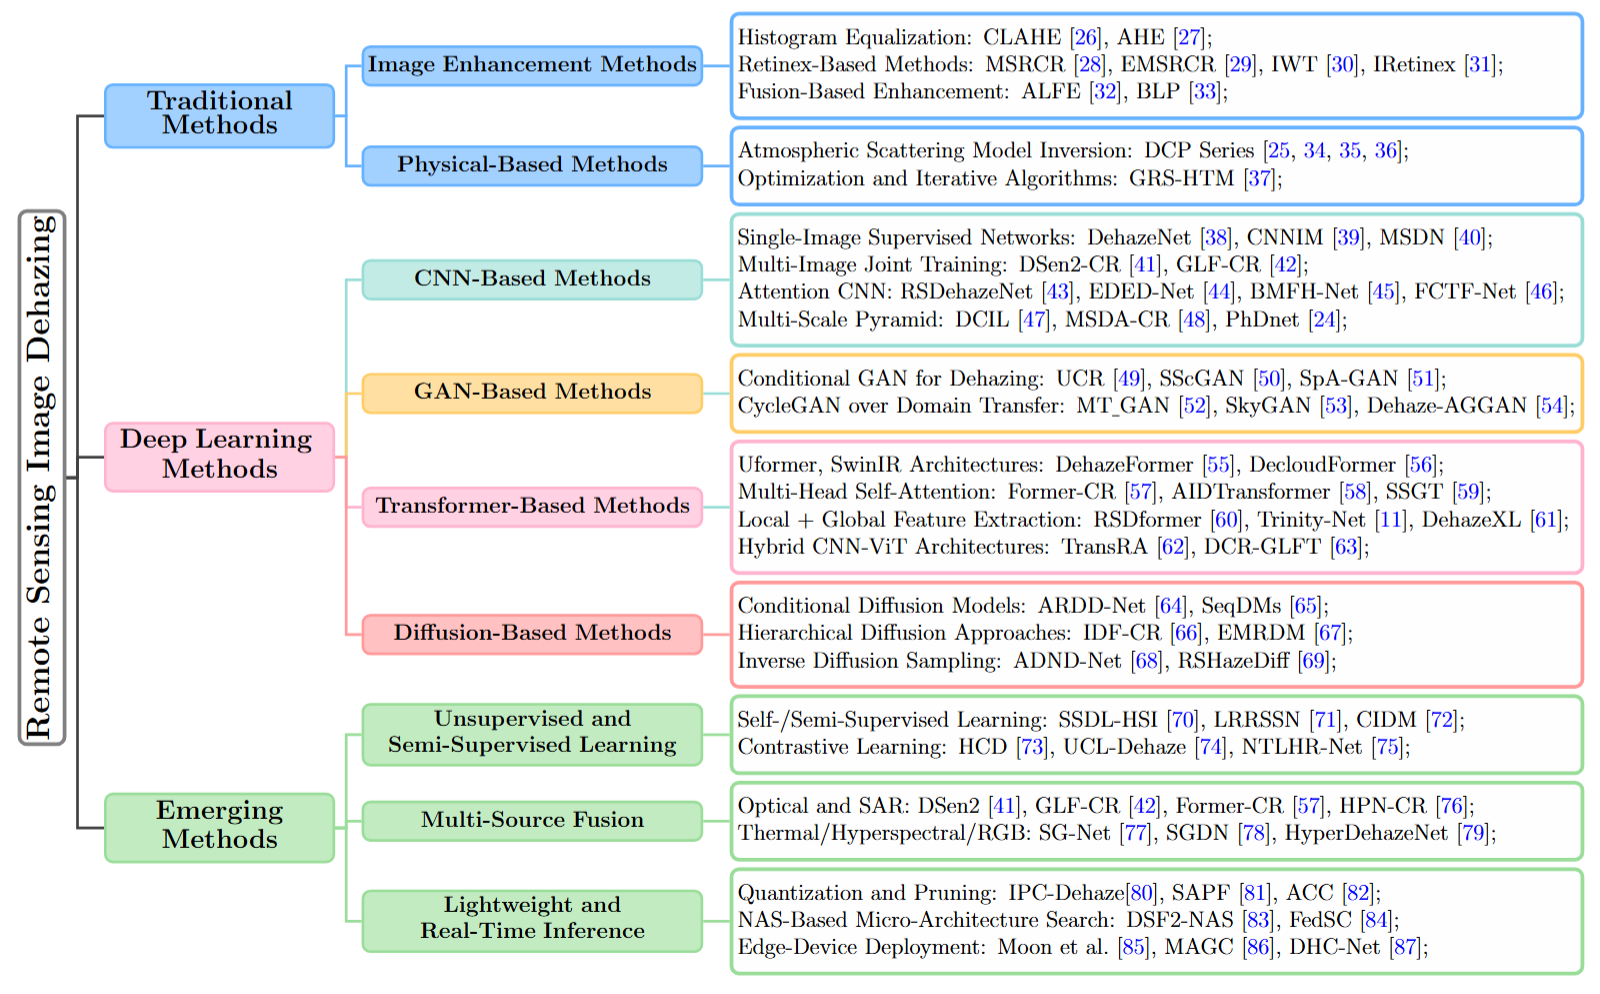 Remote Sensing Image Dehazing
Traditional
Methods
Image Enhancement Methods
Histogram Equalization: CLAHE [26], AHE [27];
Retinex-Based Methods: MSRCR [28], EMSRCR [29], IWT [30], IRetinex [31];
Fusion-Based Enhancement: ALFE [32], BLP [33];
Physical-Based Methods
Atmospheric Scattering Model Inversion: DCP Series [25, 34, 35, 36];
Optimization and Iterative Algorithms: GRS-HTM [37];
Deep Learning
Methods
CNN-Based Methods
Single-Image Supervised Networks: DehazeNet [38], CNNIM [39], MSDN [40];
Multi-Image Joint Training: DSen2-CR [41], GLF-CR [42];
Attention CNN: RSDehazeNet [43], EDED-Net [44], BMFH-Net [45], FCTF-Net [46];
Multi-Scale Pyramid: DCIL [47], MSDA-CR [48], PhDnet [24];
GAN-Based Methods
Conditional GAN for Dehazing: UCR [49], SScGAN [50], SpA-GAN [51];
CycleGAN over Domain Transfer: MT_GAN [52], SkyGAN [53], Dehaze-AGGAN [54];
Transformer-Based Methods
Uformer, SwinIR Architectures: DehazeFormer [55], DecloudFormer [56];
Multi-Head Self-Attention: Former-CR [57], AIDTransformer [58], SSGT [59];
Local + Global Feature Extraction: RSDformer [60], Trinity-Net [11], DehazeXL [61];
Hybrid CNN-ViT Architectures: TransRA [62], DCR-GLFT [63];
Diffusion-Based Methods
Conditional Diffusion Models: ARDD-Net [64], SeqDMs [65];
Hierarchical Diffusion Approaches: IDF-CR [66], EMRDM [67];
Inverse Diffusion Sampling: ADND-Net [68], RSHazeDiff [69];
Emerging
Methods
Unsupervised and
Semi-Supervised Learning
Self-/Semi-Supervised Learning: SSDL-HSI [70], LRRSSN [71], CIDM [72];
Contrastive Learning: HCD [73], UCL-Dehaze [74], NTLHR-Net [75];
Multi-Source Fusion
Optical and SAR: DSen2 [41], GLF-CR [42], Former-CR [57], HPN-CR [76];
Thermal/Hyperspectral/RGB: SG-Net [77], SGDN [78], HyperDehazeNet [79];
Lightweight and
Real-Time Inference
Quantization and Pruning: IPC-Dehaze[80], SAPF [81], ACC [82];
NAS-Based Micro-Architecture Search: DSF2-NAS [83], FedSC [84];
Edge-Device Deployment: Moon et al. [85], MAGC [86], DHC-Net [87];